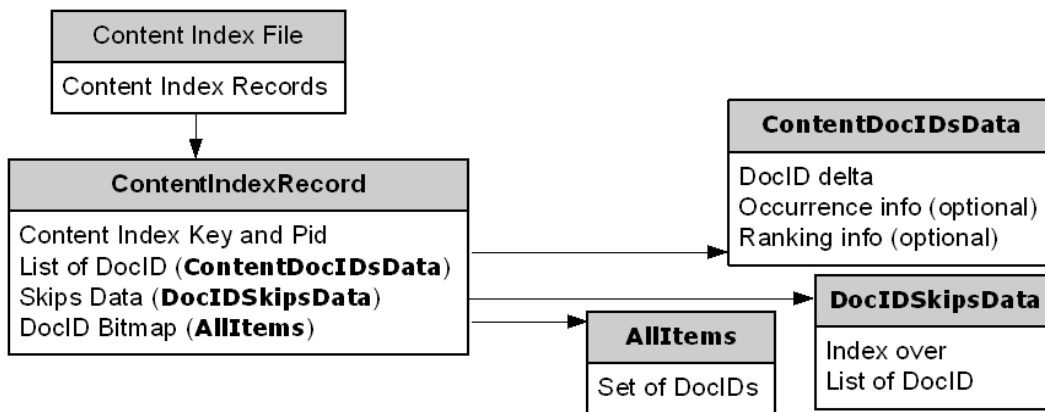 Content Index File
Content Index Records
ContentIndexRecord
Content Index Key and Pid
List of DocID (ContentDocIDsData)
Skips Data (DocIDSkipsData)
DocID Bitmap (AllItems)
ContentDocIDsData
DocID delta
Occurrence info (optional)
Ranking info (optional)
DocIDSkipsData
Index over
List of DocID
AllItems
Set of DocIDs